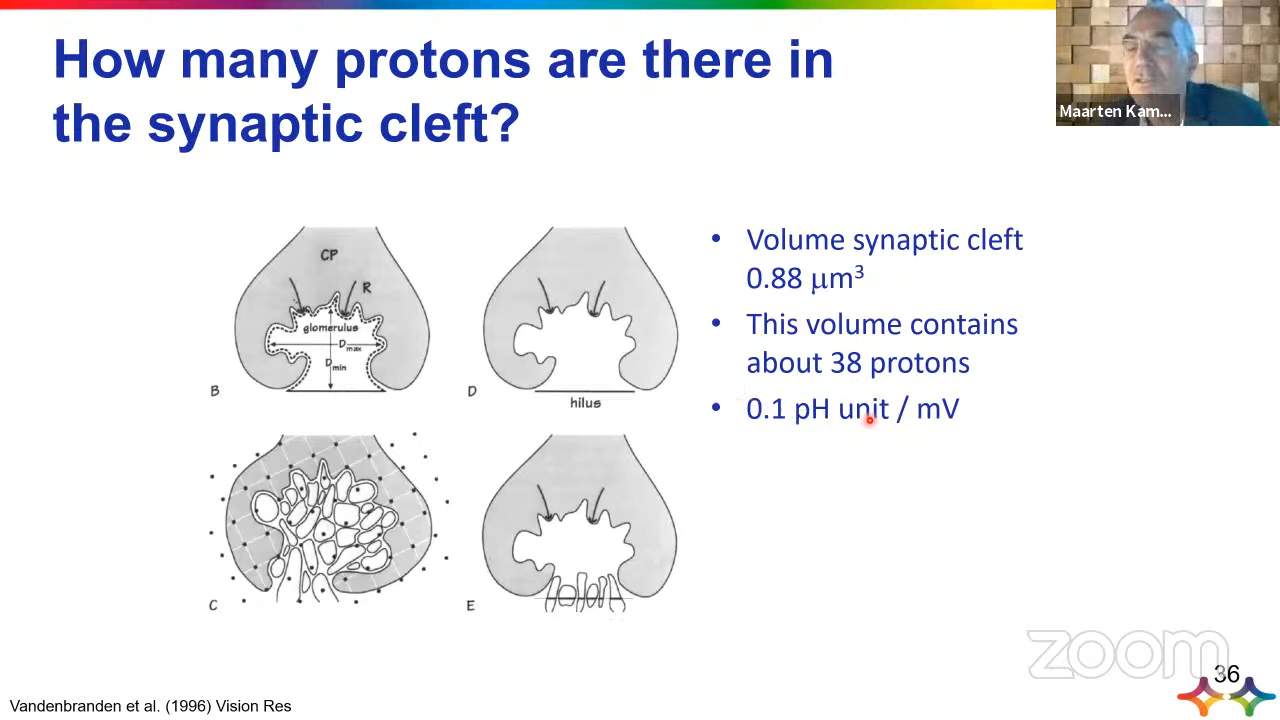 How many protons are there in
the synaptic cleft?
Maarten Kam...
CP
R
glomerulus
D max
D min
B
D
hilus
C
E
• Volume synaptic cleft
0.88 μm³
• This volume contains
about 38 protons
• 0.1 pH unit / mV
zoom
36
Vandenbranden et al. (1996) Vision Res